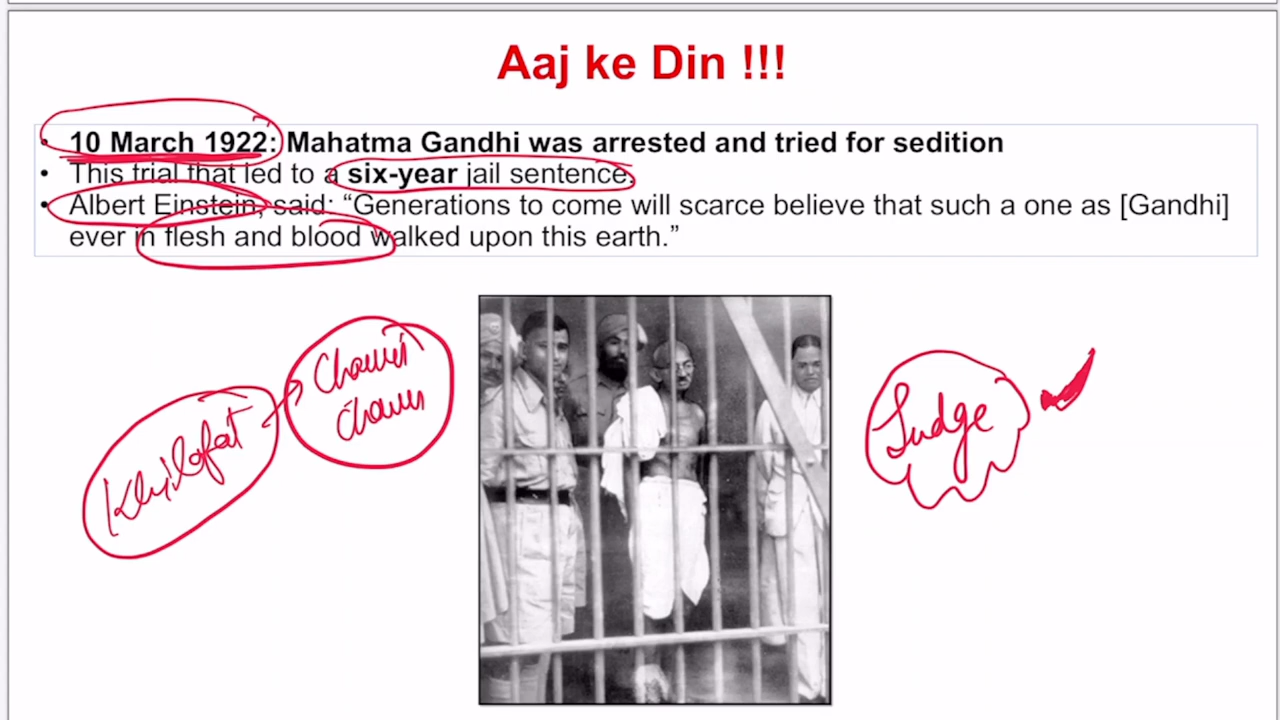 Aaj ke Din !!!
• 10 March 1922: Mahatma Gandhi was arrested and tried for sedition
• This trial that led to a six-year jail sentence.
• Albert Einstein, said: “Generations to come will scarce believe that such a one as [Gandhi]
ever in flesh and blood walked upon this earth.”
Khilafat
Chauri
Chaura
Judge